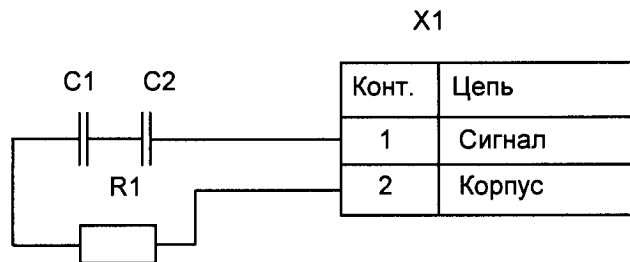 X1
C1 C2
Конт. Цепь
1 Сигнал
R1
2 Корпус